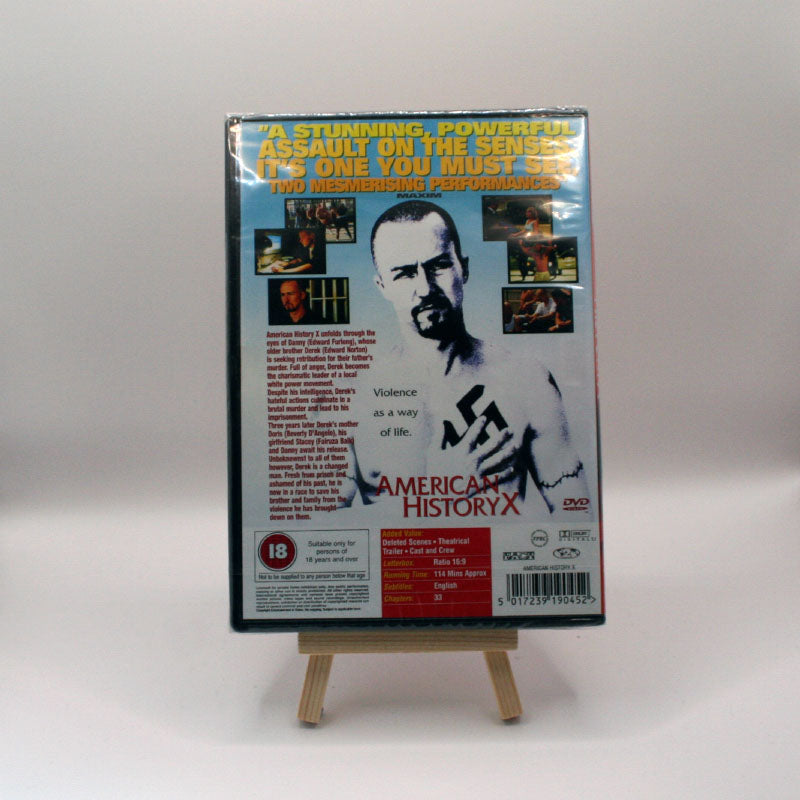 "A STUNNING, POWERFUL
ASSAULT ON THE SENSES.
IT'S ONE YOU MUST SEE,
TWO MESMERISING PERFORMANCES"
MAXIM
American History X unfolds through the
eyes of Danny (Edward Furlong), whose
older brother Derek (Edward Norton)
is seeking retribution for their father's
murder. Full of anger, Derek becomes
the charismatic leader of a local
white power movement.
Despite his intelligence, Derek's
hateful actions culminate in a
brutal murder and lead to his
imprisonment.
Three years later Derek's mother
Doris (Beverly D'Angelo), his
girlfriend Stacey (Fairuza Balk)
and Danny await his release.
Unbeknownst to all of them
however, Derek is a changed
man. Fresh from prison and
ashamed of his past, he is
now in a race to save his
brother and family from the
violence he has brought
down on them.
Violence
as a way
of life.
AMERICAN
HISTORY X
DVD
18
Suitable only for
persons of
18 years and over
Not to be supplied to any person below that age
Added Value:
Deleted Scenes • Theatrical
Trailer • Cast and Crew
Letterbox: Ratio 16:9
Running Time: 114 Mins Approx
Subtitles: English
Chapters: 33
AMERICAN HISTORY X
5 017239 190452